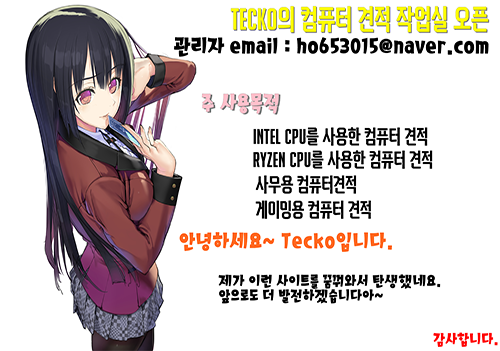 TECKO의 컴퓨터 견적 작업실 오픈
관리자 email : ho653015@naver.com
주 사용목적
INTEL CPU를 사용한 컴퓨터 견적
RYZEN CPU를 사용한 컴퓨터 견적
사무용 컴퓨터견적
게이밍용 컴퓨터 견적
안녕하세요~ Tecko입니다.
제가 이런 사이트를 꿈꿔와서 탄생했네요.
앞으로도 더 발전하겠습니다아~
감사합니다.